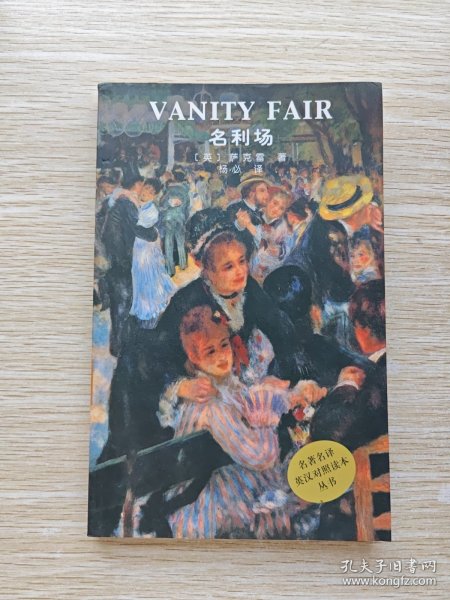 VANITY FAIR
名利场
〔英〕萨克雷 著
杨必 译
名著名译
英汉对照读本
丛书
孔夫子旧书网
www.kongfz.com